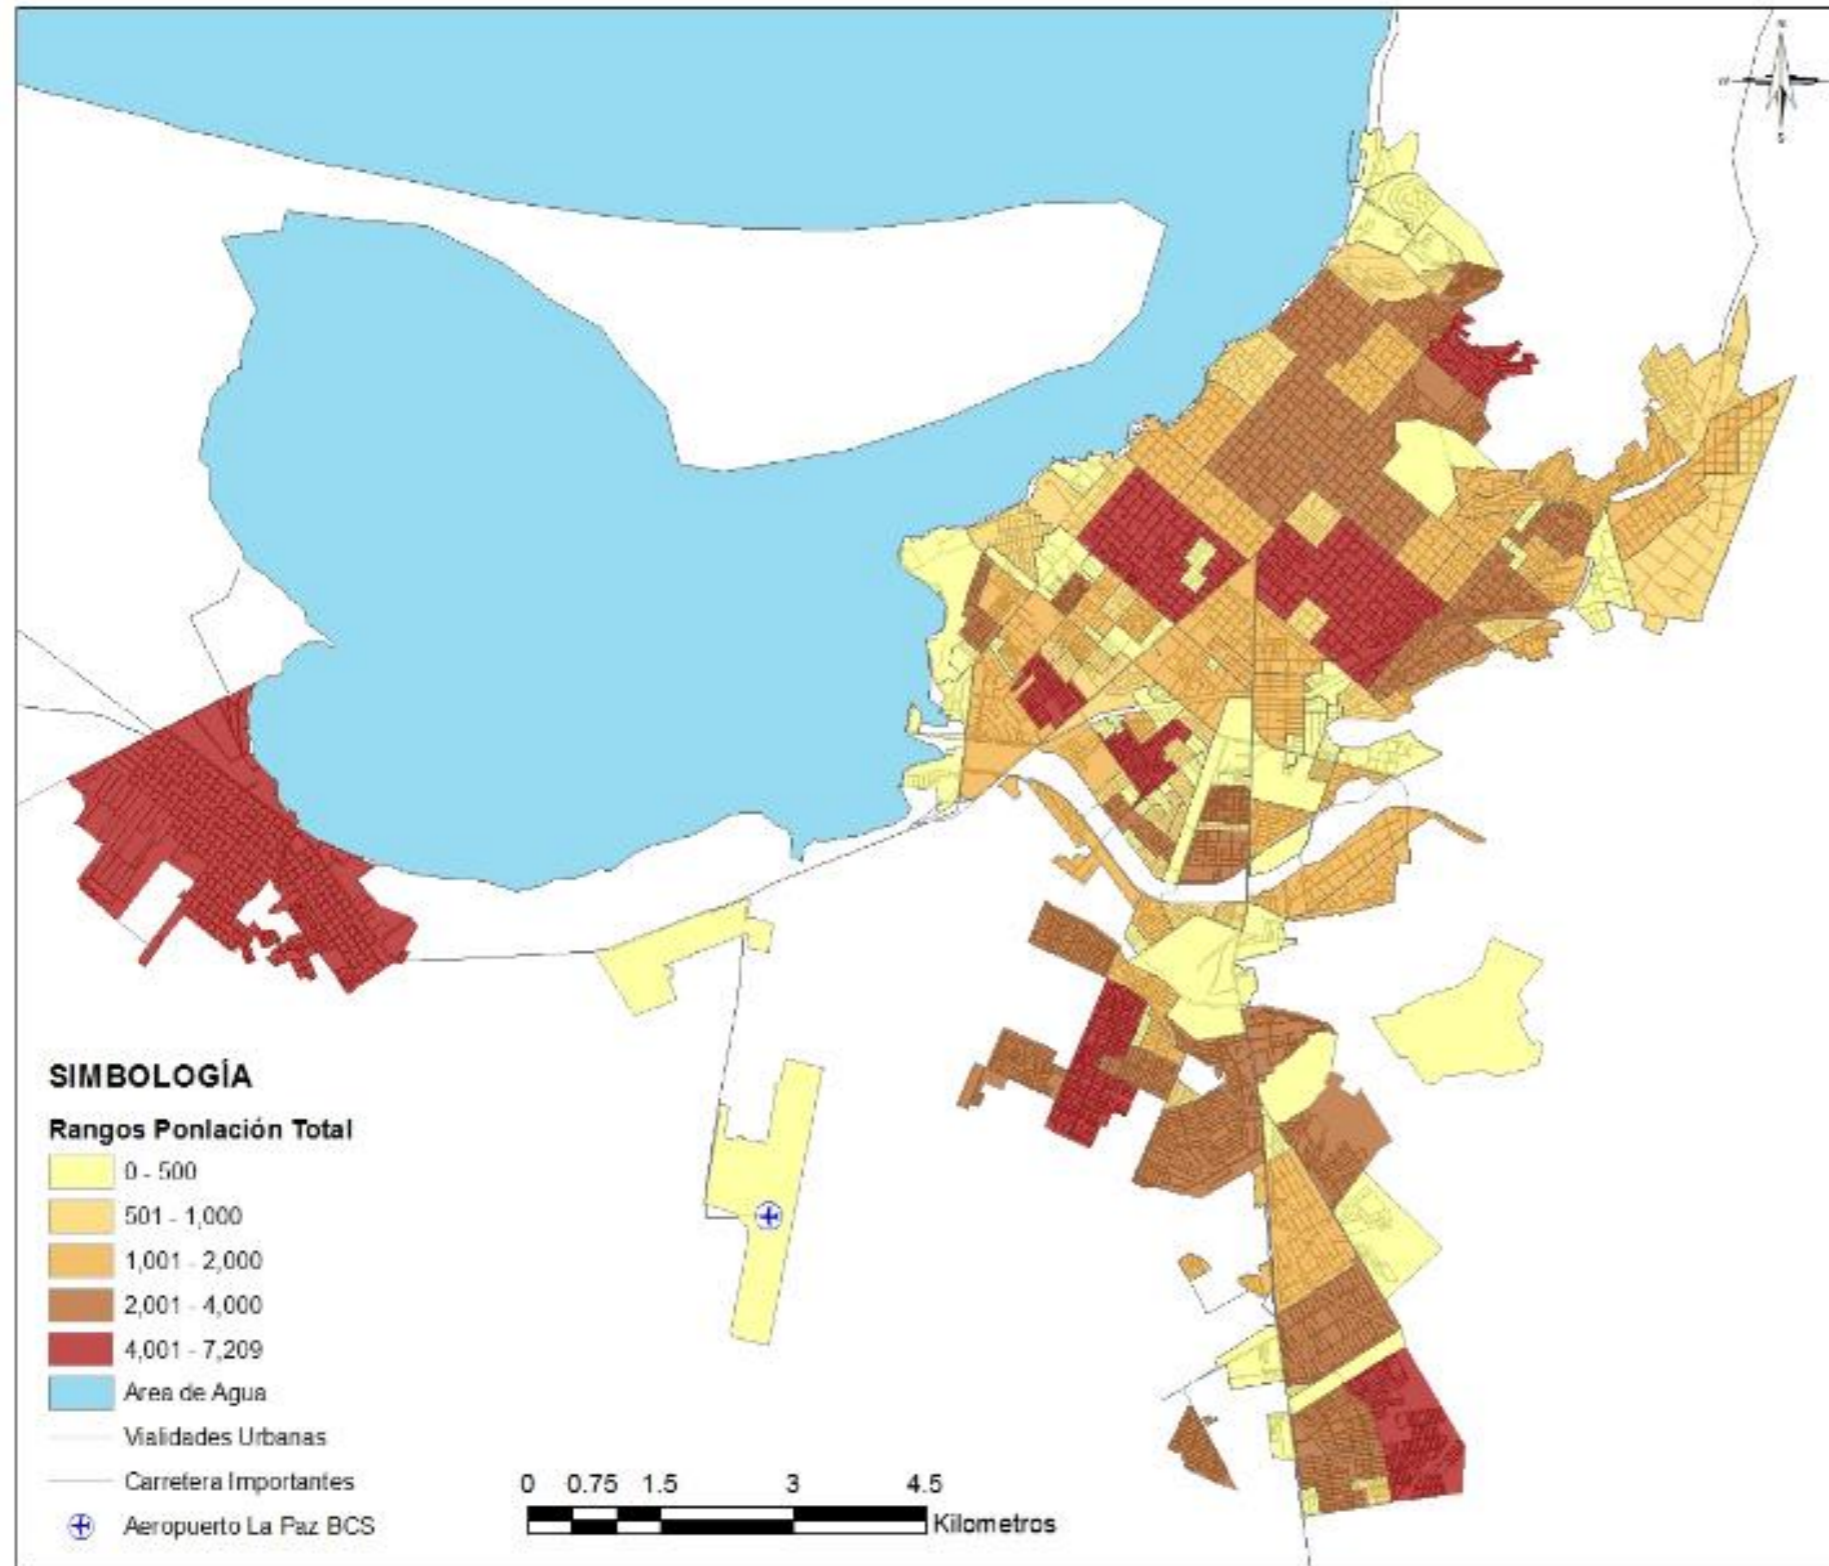 N
SIMBOLOGÍA
Rangos Ponlación Total
0 - 500
501 - 1,000
1,001 - 2,000
2,001 - 4,000
4,001 - 7,209
Area de Agua
Vialidades Urbanas
Carretera Importantes
Aeropuerto La Paz BCS
0 0.75 1.5 3 4.5
Kilometros